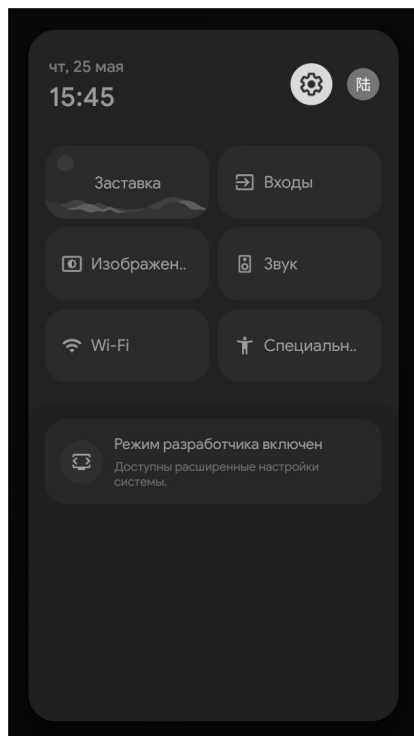 чт, 25 мая
15:45
陆
Заставка
Входы
Изображен..
Звук
Wi-Fi
Специальн..
Режим разработчика включен
Доступны расширенные настройки
системы.